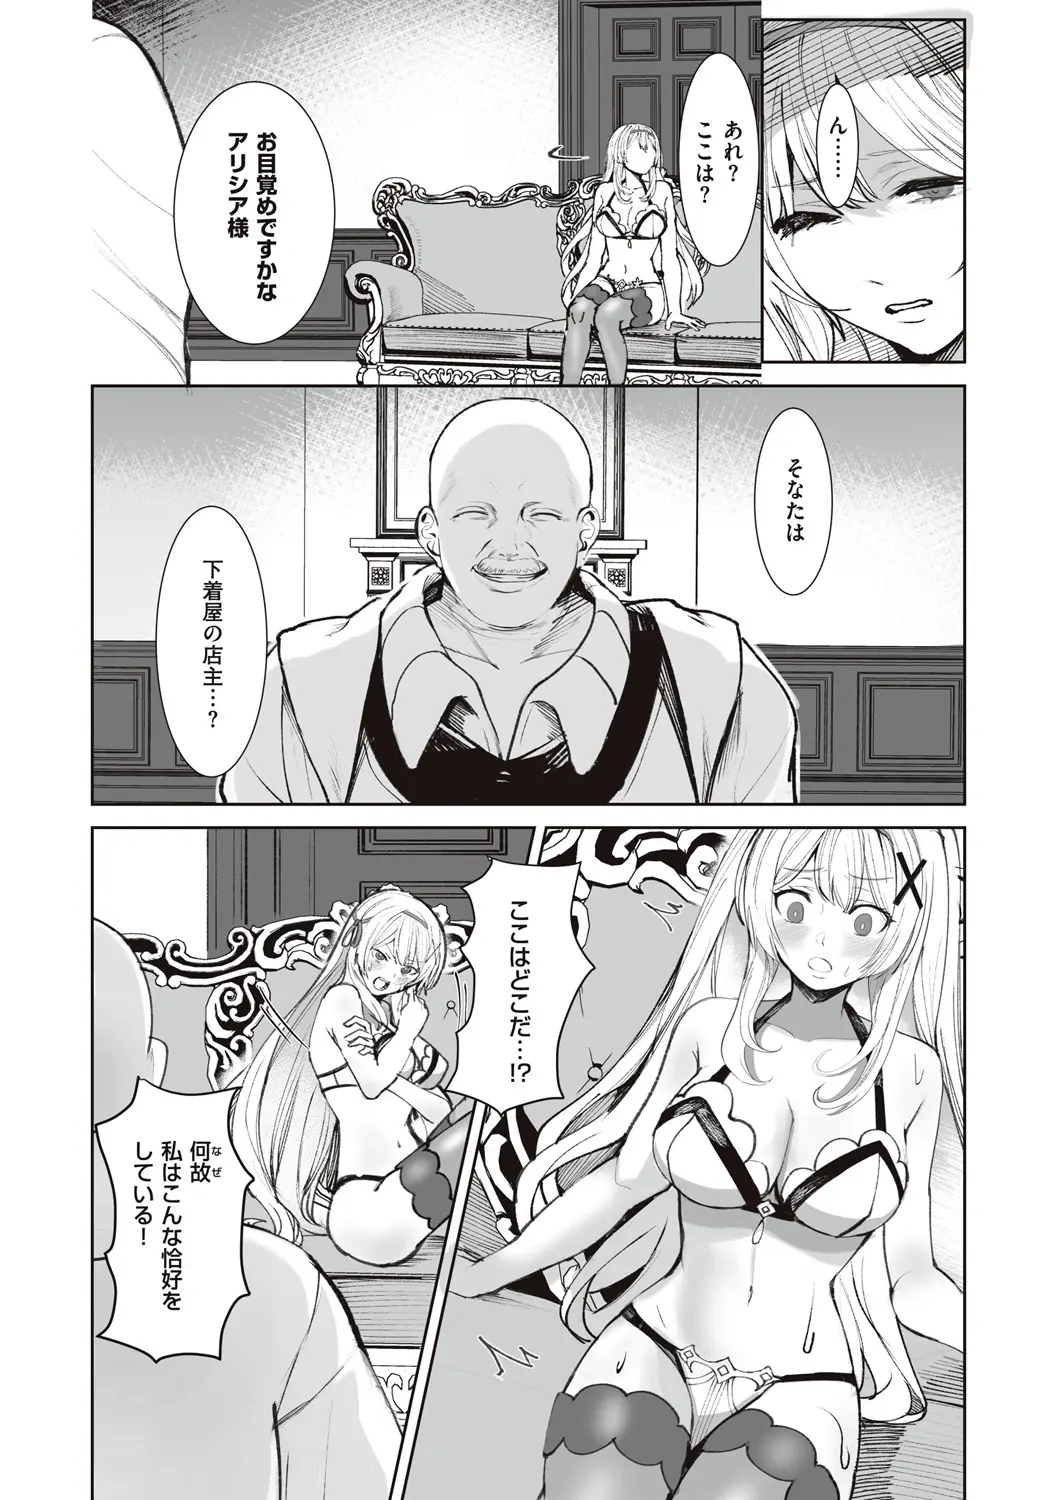 ん……
あれ？
ここは？
お目覚めですかな
アリシア様
そなたは
下着屋の店主…？
ここはどこだ…!?
何故
なぜ
私はこんな恰好を
している！